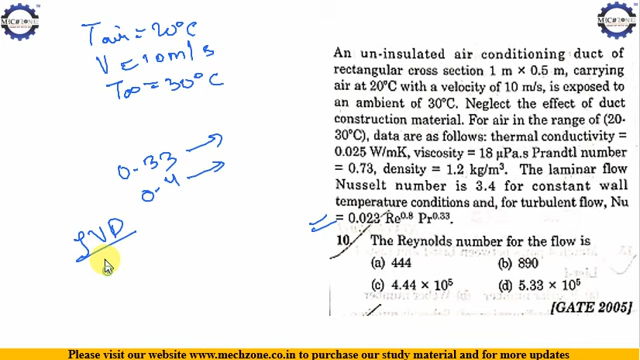 MECHZONE
MECHZONE
T air = 20°C
V = 10 m/s
T∞ = 30°C
0.33 →
0.4 →
ρVD
An un-insulated air conditioning duct of
rectangular cross section 1 m × 0.5 m, carrying
air at 20°C with a velocity of 10 m/s, is exposed to
an ambient of 30°C. Neglect the effect of duct
construction material. For air in the range of (20-
30°C), data are as follows: thermal conductivity =
0.025 W/mK, viscosity = 18 μPa.s Prandtl number
= 0.73, density = 1.2 kg/m³. The laminar flow
Nusselt number is 3.4 for constant wall
temperature conditions and, for turbulent flow, Nu
= 0.023 Re^0.8 Pr^0.33.
10. The Reynolds number for the flow is
(a) 444 (b) 890
(c) 4.44 × 10⁵ (d) 5.33 × 10⁵
[GATE 2005]
Please visit our website www.mechzone.co.in to purchase our study material and for more information